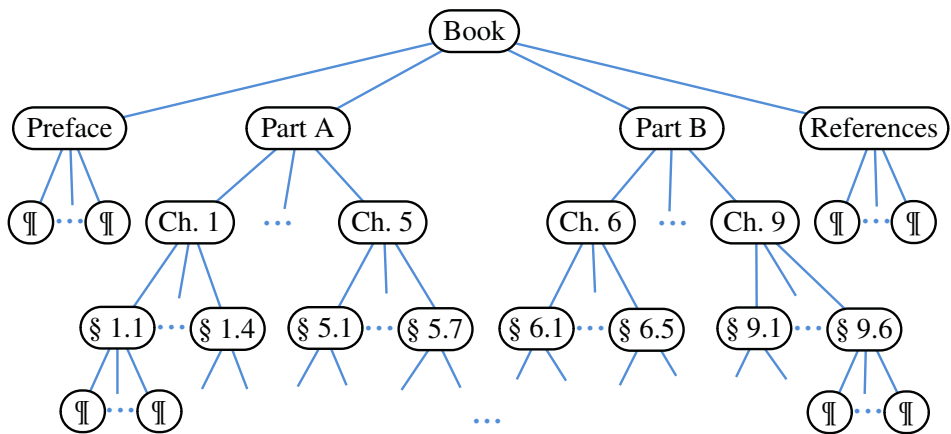 Book
Preface Part A Part B References
¶ ... ¶ Ch. 1 ... Ch. 5 Ch. 6 ... Ch. 9 ¶ ... ¶
§ 1.1 ... § 1.4 § 5.1 ... § 5.7 § 6.1 ... § 6.5 § 9.1 ... § 9.6
¶ ... ¶ ... ¶ ... ¶